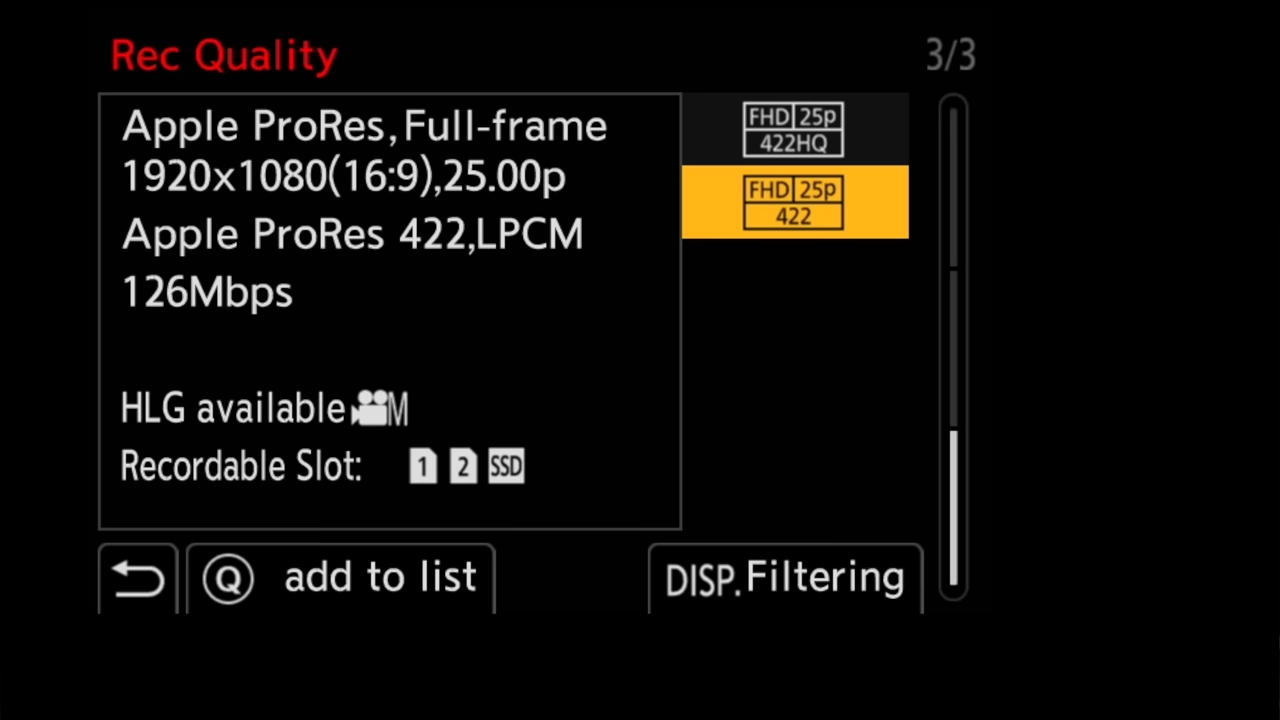 Rec Quality 3/3
Apple ProRes,Full-frame
1920x1080(16:9),25.00p
Apple ProRes 422,LPCM
126Mbps
HLG available M
Recordable Slot: 1 2 SSD
FHD 25p
422HQ
FHD 25p
422
Q add to list
DISP. Filtering